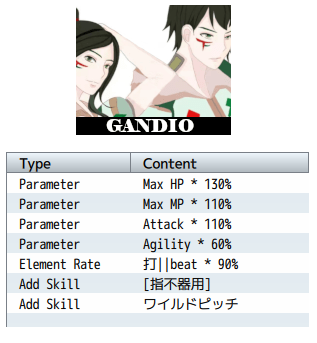 GANDIO
Type Content
Parameter Max HP * 130%
Parameter Max MP * 110%
Parameter Attack * 110%
Parameter Agility * 60%
Element Rate 打||beat * 90%
Add Skill [指不器用]
Add Skill ワイルドピッチ